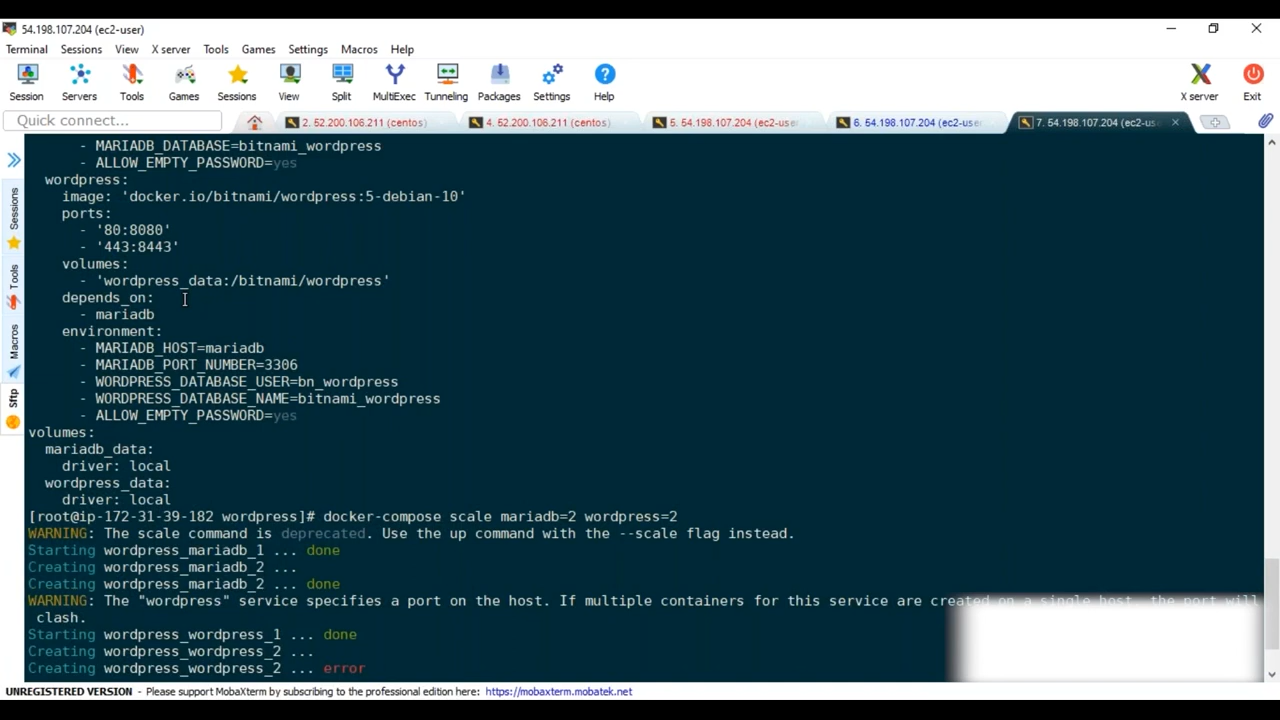 54.198.107.204 (ec2-user)
Terminal Sessions View X server Tools Games Settings Macros Help
Session Servers Tools Games Sessions View Split MultiExec Tunneling Packages Settings Help X server Exit
Quick connect... 2. 52.200.106.211 (centos) 4. 52.200.106.211 (centos) 5. 54.198.107.204 (ec2-use 6. 54.198.107.204 (ec2-use 7. 54.198.107.204 (ec2-us
Sessions
Tools
Macros
Sftp
- MARIADB_DATABASE=bitnami_wordpress
- ALLOW_EMPTY_PASSWORD=yes
wordpress:
image: 'docker.io/bitnami/wordpress:5-debian-10'
ports:
- '80:8080'
- '443:8443'
volumes:
- 'wordpress_data:/bitnami/wordpress'
depends_on:
- mariadb
environment:
- MARIADB_HOST=mariadb
- MARIADB_PORT_NUMBER=3306
- WORDPRESS_DATABASE_USER=bn_wordpress
- WORDPRESS_DATABASE_NAME=bitnami_wordpress
- ALLOW_EMPTY_PASSWORD=yes
volumes:
mariadb_data:
driver: local
wordpress_data:
driver: local
[root@ip-172-31-39-182 wordpress]# docker-compose scale mariadb=2 wordpress=2
WARNING: The scale command is deprecated. Use the up command with the --scale flag instead.
Starting wordpress_mariadb_1 ... done
Creating wordpress_mariadb_2 ...
Creating wordpress_mariadb_2 ... done
WARNING: The "wordpress" service specifies a port on the host. If multiple containers for this service are created on a single host, the port will
clash.
Starting wordpress_wordpress_1 ... done
Creating wordpress_wordpress_2 ...
Creating wordpress_wordpress_2 ... error
UNREGISTERED VERSION - Please support MobaXterm by subscribing to the professional edition here: https://mobaxterm.mobatek.net